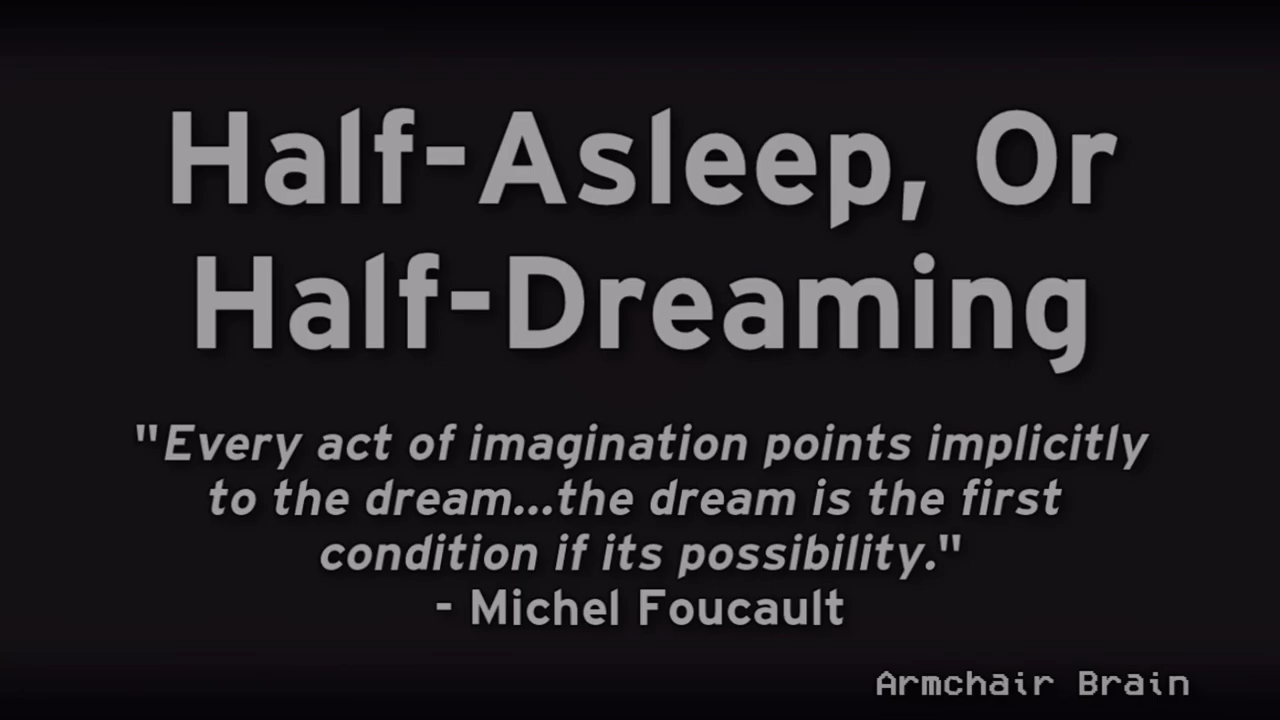 Half-Asleep, Or
Half-Dreaming
"Every act of imagination points implicitly
to the dream...the dream is the first
condition if its possibility."
- Michel Foucault
Armchair Brain